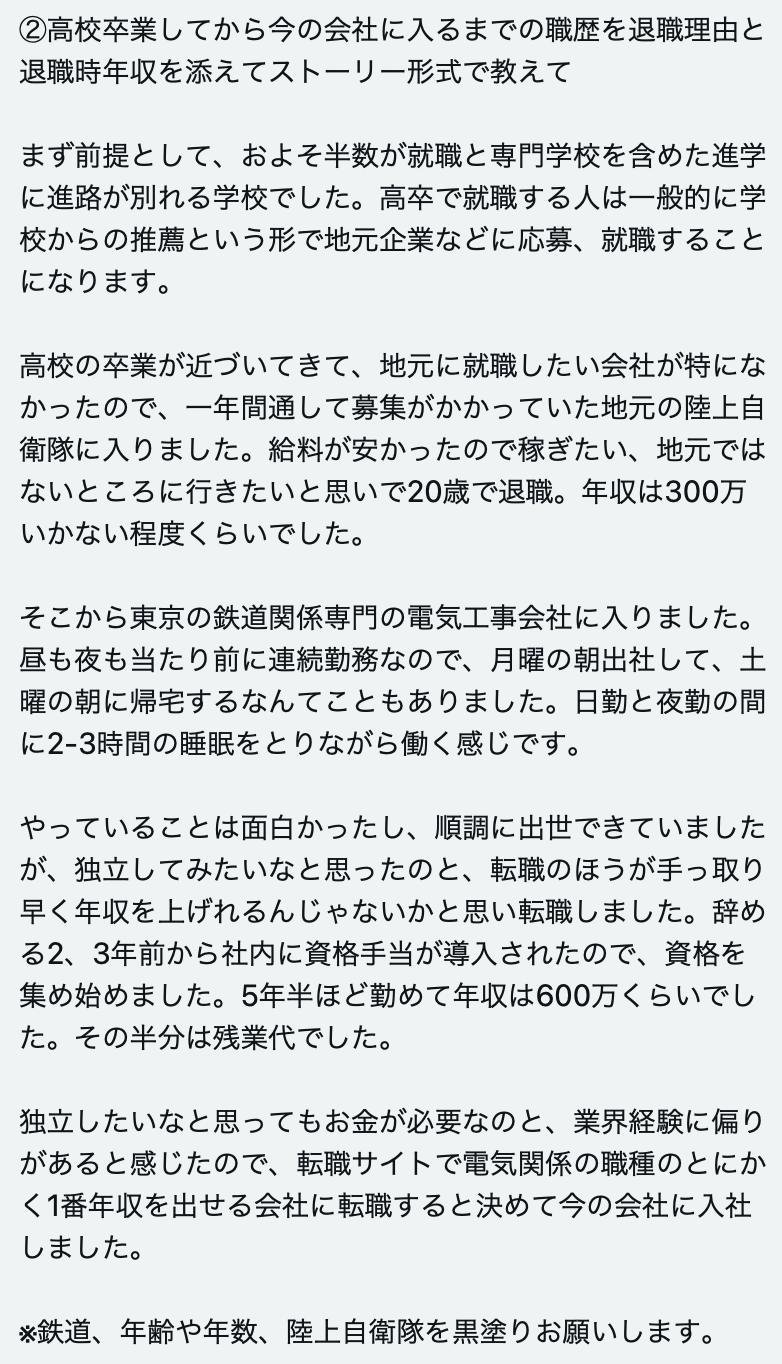 ②高校卒業してから今の会社に入るまでの職歴を退職理由と
退職時年収を添えてストーリー形式で教えて
まず前提として、およそ半数が就職と専門学校を含めた進学
に進路が別れる学校でした。高卒で就職する人は一般的に学
校からの推薦という形で地元企業などに応募、就職すること
になります。
高校の卒業が近づいてきて、地元に就職したい会社が特にな
かったので、一年間通して募集がかかっていた地元の陸上自
衛隊に入りました。給料が安かったので稼ぎたい、地元では
ないところに行きたいと思いで20歳で退職。年収は300万
いかない程度くらいでした。
そこから東京の鉄道関係専門の電気工事会社に入りました。
昼も夜も当たり前に連続勤務なので、月曜の朝出社して、土
曜の朝に帰宅するなんてこともありました。日勤と夜勤の間
に2-3時間の睡眠をとりながら働く感じです。
やっていることは面白かったし、順調に出世できていました
が、独立してみたいなと思ったのと、転職のほうが手っ取り
早く年収を上げれるんじゃないかと思い転職しました。辞め
る2、3年前から社内に資格手当が導入されたので、資格を
集め始めました。5年半ほど勤めて年収は600万くらいでし
た。その半分は残業代でした。
独立したいなと思ってもお金が必要なのと、業界経験に偏り
があると感じたので、転職サイトで電気関係の職種のとにか
く1番年収を出せる会社に転職すると決めて今の会社に入社
しました。
※鉄道、年齢や年数、陸上自衛隊を黒塗りお願いします。